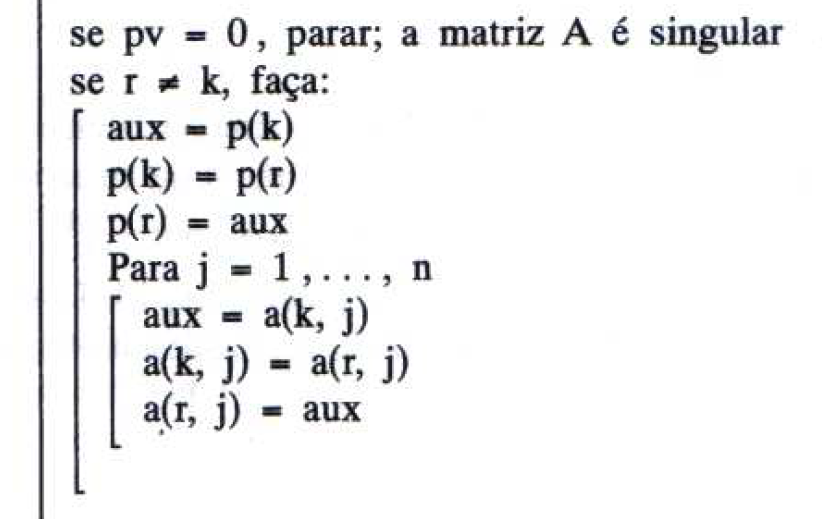 se pv = 0, parar; a matriz A é singular
se r ≠ k, faça:
aux = p(k)
p(k) = p(r)
p(r) = aux
Para j = 1, . . . , n
aux = a(k, j)
a(k, j) = a(r, j)
a(r, j) = aux